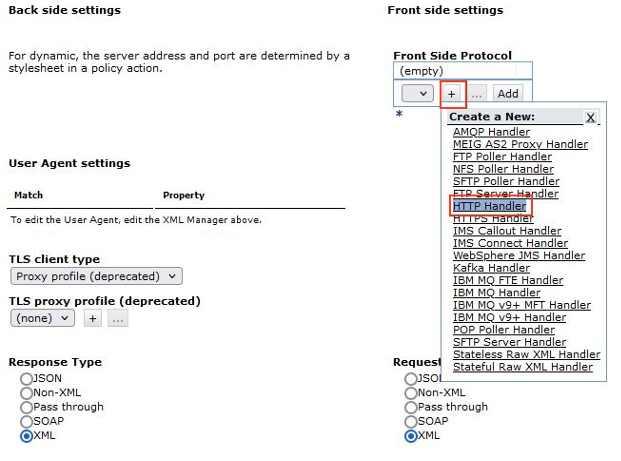 Back side settings
Front side settings
For dynamic, the server address and port are determined by a
stylesheet in a policy action.
Front Side Protocol
(empty)
+
...
Add
*
Create a New:
X
AMQP Handler
MEIG AS2 Proxy Handler
FTP Poller Handler
NFS Poller Handler
SFTP Poller Handler
FTP Server Handler
HTTP Handler
HTTPS Handler
IMS Callout Handler
IMS Connect Handler
WebSphere JMS Handler
Kafka Handler
IBM MQ FTE Handler
IBM MQ Handler
IBM MQ v9+ MFT Handler
IBM MQ v9+ Handler
POP Poller Handler
SFTP Server Handler
Stateless Raw XML Handler
Stateful Raw XML Handler
User Agent settings
Match
Property
To edit the User Agent, edit the XML Manager above.
TLS client type
Proxy profile (deprecated)
TLS proxy profile (deprecated)
(none)
+
...
Response Type
JSON
Non-XML
Pass through
SOAP
XML
Reques
JSO
Non-XML
Pass through
SOAP
XML